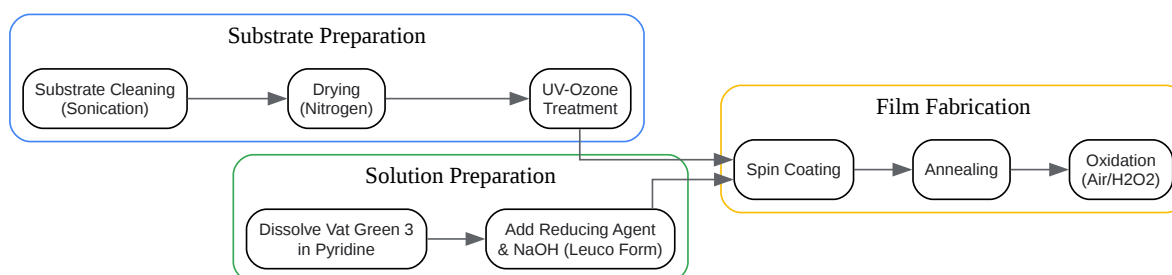 Substrate Preparation
Substrate Cleaning
(Sonication)
Drying
(Nitrogen)
UV-Ozone
Treatment
Solution Preparation
Dissolve Vat Green 3
in Pyridine
Add Reducing Agent
& NaOH (Leuco Form)
Film Fabrication
Spin Coating
Annealing
Oxidation
(Air/H2O2)